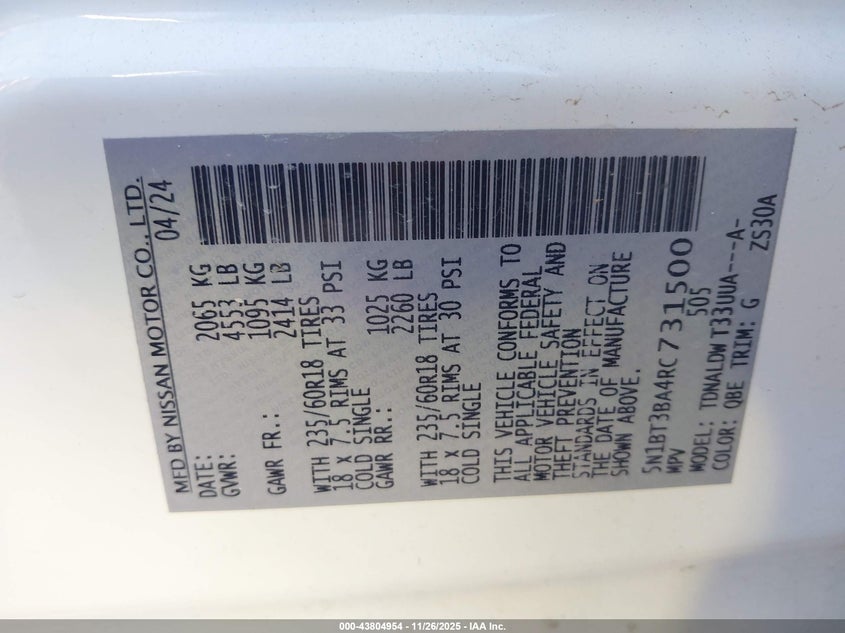 MFD BY NISSAN MOTOR CO., LTD.
DATE: 04/24
GVWR: 2065 KG
4553 LB
GAWR FR.: 1095 KG
2414 LB
WITH 235/60R18 TIRES
18 X 7.5 RIMS AT 33 PSI
COLD SINGLE
GAWR RR.: 1025 KG
2260 LB
WITH 235/60R18 TIRES
18 X 7.5 RIMS AT 30 PSI
COLD SINGLE
THIS VEHICLE CONFORMS TO
ALL APPLICABLE FEDERAL
MOTOR VEHICLE SAFETY AND
THEFT PREVENTION
STANDARDS IN EFFECT ON
THE DATE OF MANUFACTURE
SHOWN ABOVE.
5N1BT3BA4RC731500
MPV 505
MODEL: TDNALDWT33UUA---A-
COLOR: QBE TRIM: G ZS30A
000-43804954 - 11/26/2025 - IAA Inc.